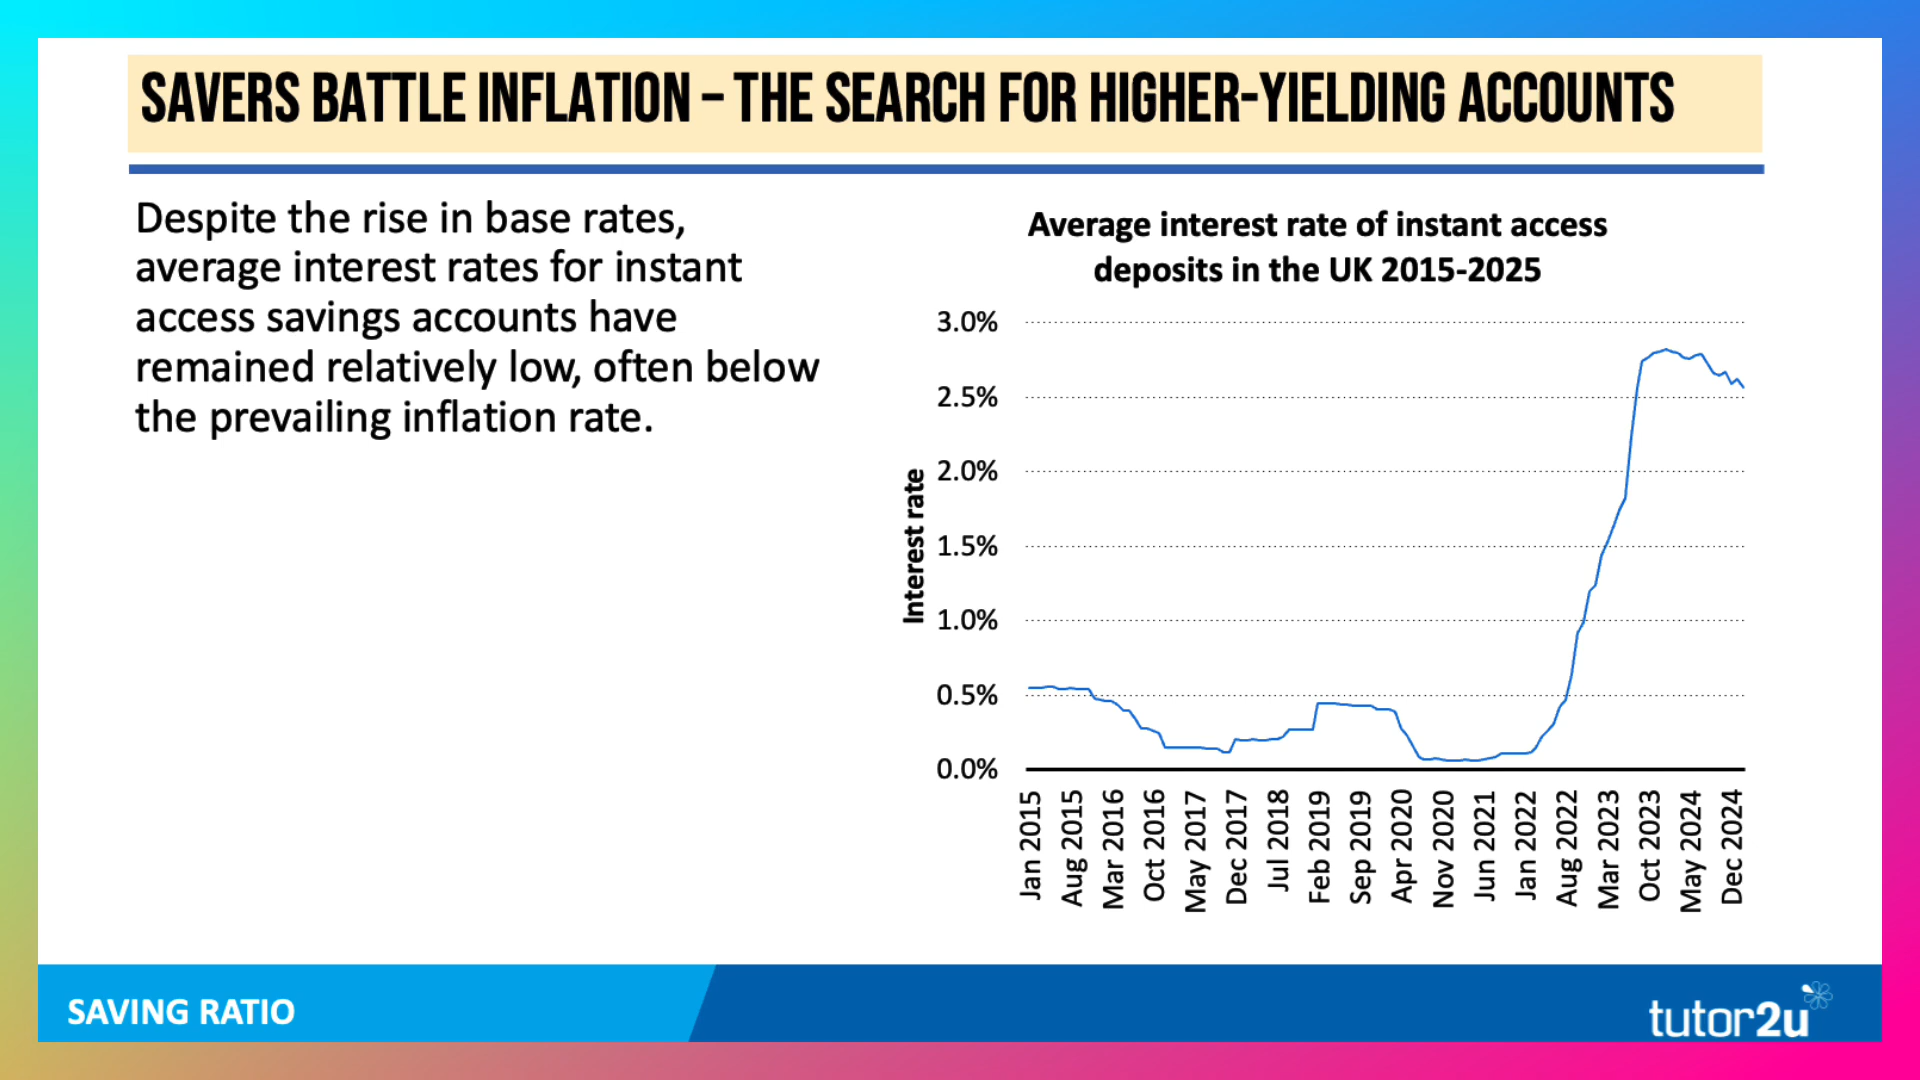 SAVERS BATTLE INFLATION – THE SEARCH FOR HIGHER-YIELDING ACCOUNTS
Despite the rise in base rates,
average interest rates for instant
access savings accounts have
remained relatively low, often below
the prevailing inflation rate.
Average interest rate of instant access
deposits in the UK 2015-2025
Interest rate
3.0%
2.5%
2.0%
1.5%
1.0%
0.5%
0.0%
Jan 2015
Aug 2015
Mar 2016
Oct 2016
May 2017
Dec 2017
Jul 2018
Feb 2019
Sep 2019
Apr 2020
Nov 2020
Jun 2021
Jan 2022
Aug 2022
Mar 2023
Oct 2023
May 2024
Dec 2024
SAVING RATIO
tutor2u